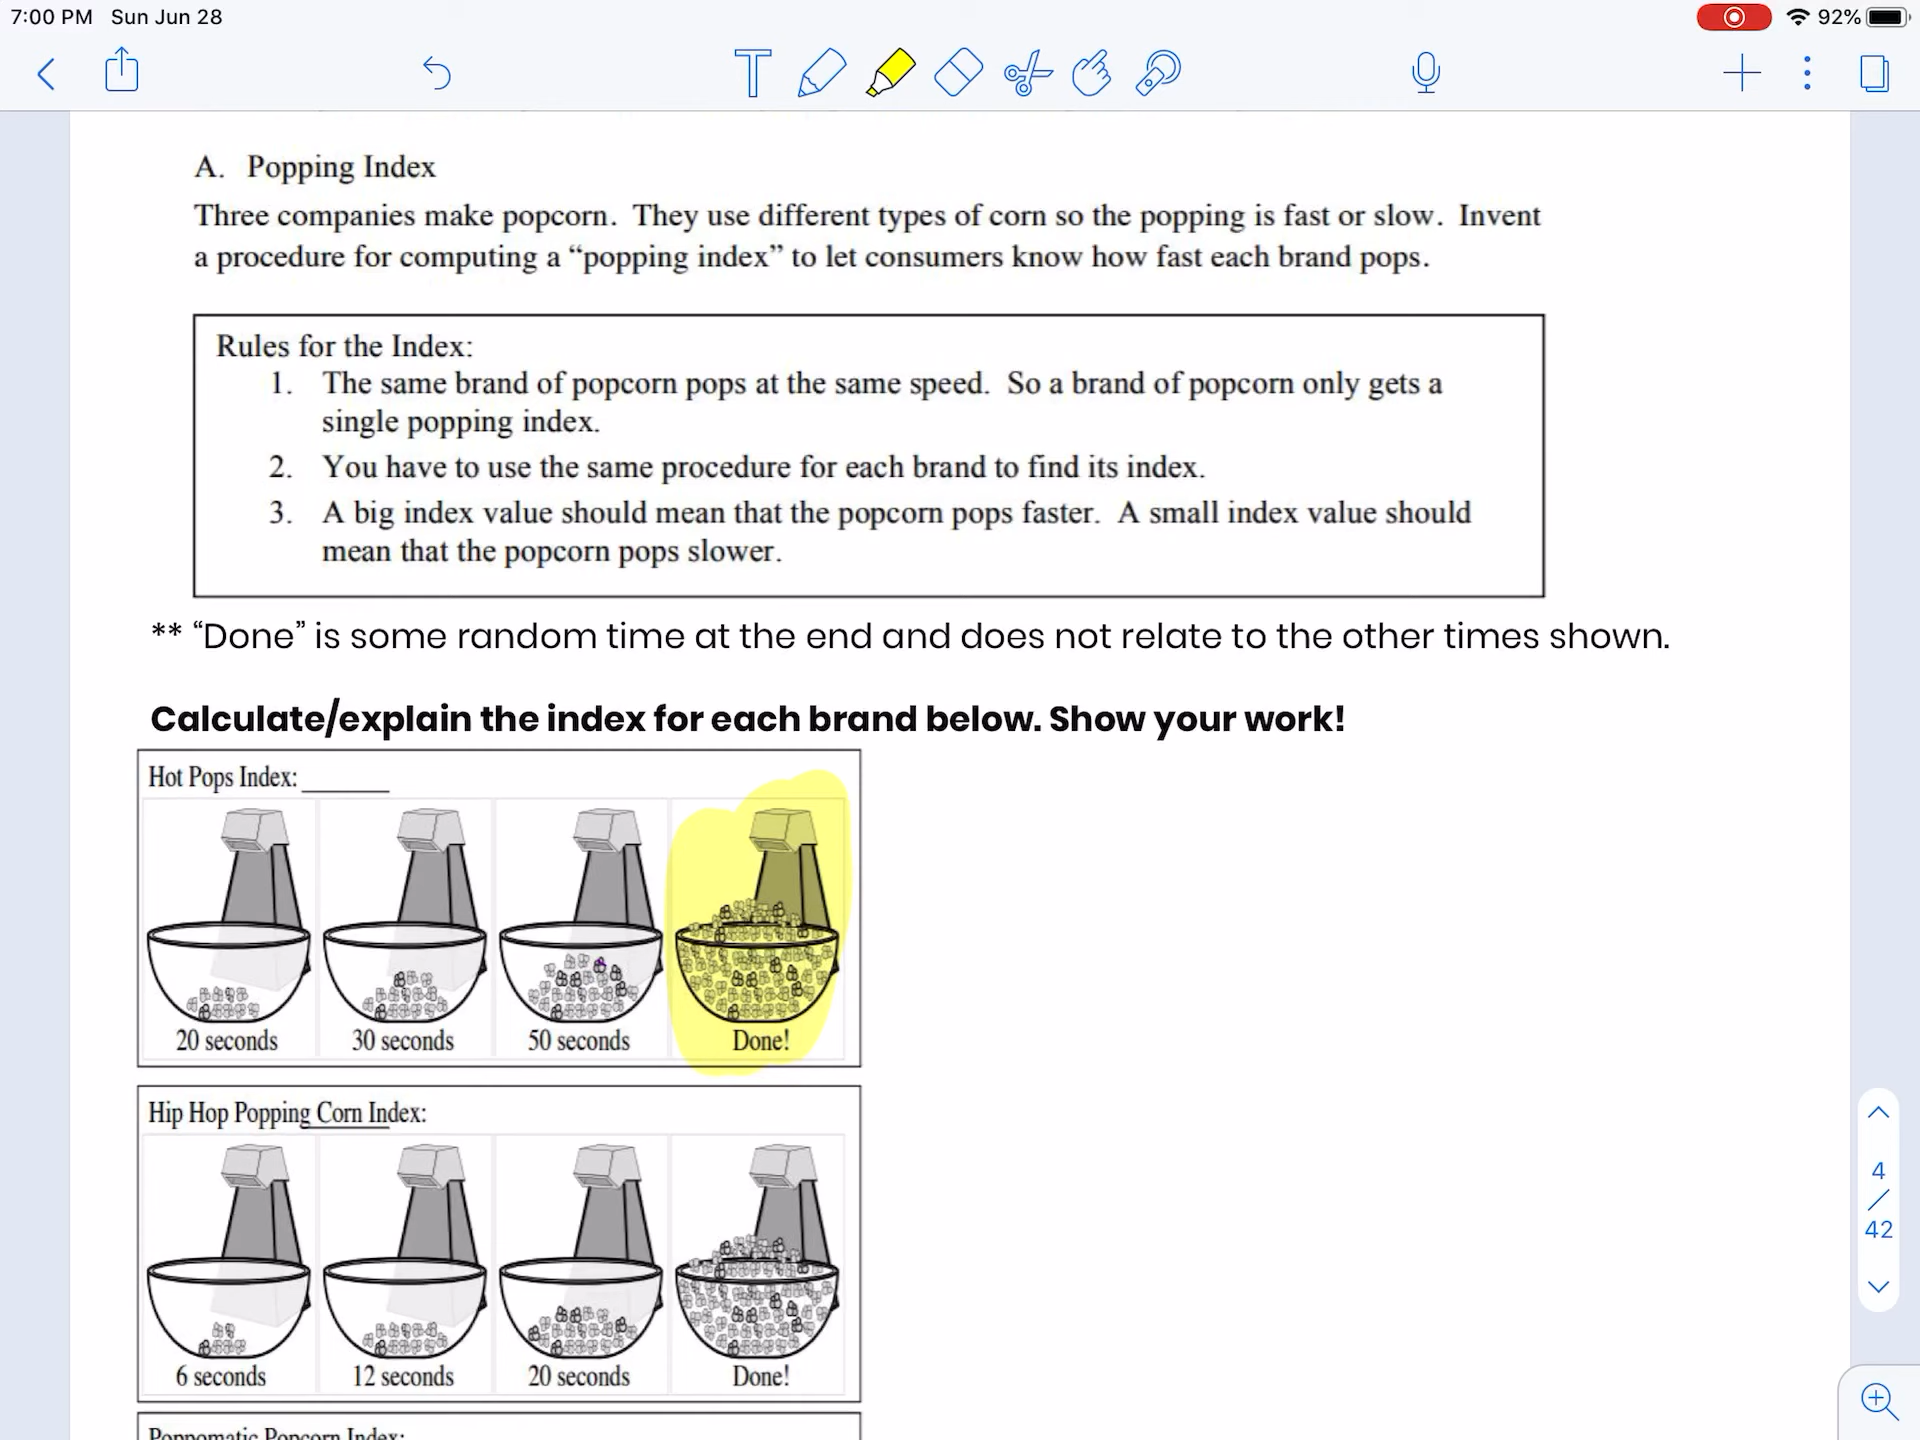 7:00 PM Sun Jun 28
92%
A. Popping Index
Three companies make popcorn. They use different types of corn so the popping is fast or slow. Invent
a procedure for computing a “popping index” to let consumers know how fast each brand pops.
Rules for the Index:
1. The same brand of popcorn pops at the same speed. So a brand of popcorn only gets a
single popping index.
2. You have to use the same procedure for each brand to find its index.
3. A big index value should mean that the popcorn pops faster. A small index value should
mean that the popcorn pops slower.
** “Done” is some random time at the end and does not relate to the other times shown.
Calculate/explain the index for each brand below. Show your work!
Hot Pops Index: ______
20 seconds 30 seconds 50 seconds Done!
Hip Hop Popping Corn Index:
6 seconds 12 seconds 20 seconds Done!
Poppomatic Popcorn Index:
4
/
42